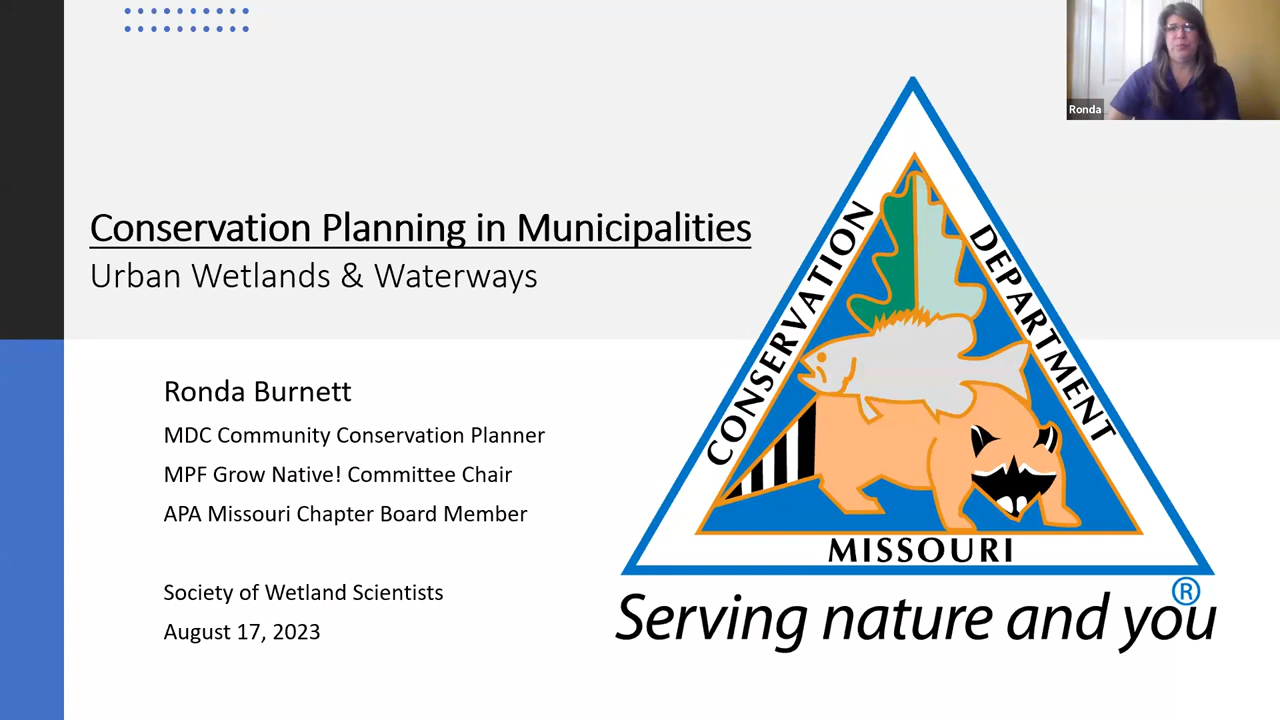 Ronda
Conservation Planning in Municipalities
Urban Wetlands & Waterways
Ronda Burnett
MDC Community Conservation Planner
MPF Grow Native! Committee Chair
APA Missouri Chapter Board Member
Society of Wetland Scientists
August 17, 2023
CONSERVATION
DEPARTMENT
MISSOURI
®
Serving nature and you